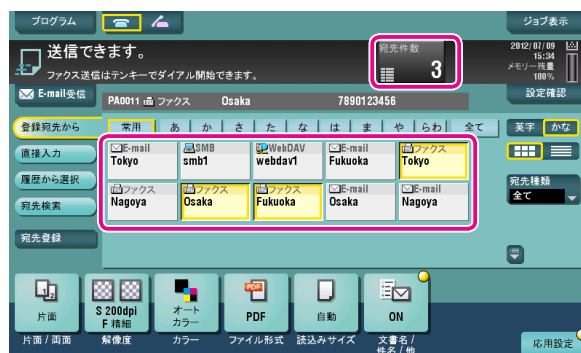 プログラム
ジョブ表示
送信できます。
ファクス送信はテンキーでダイアル開始できます。
宛先件数
3
2012/07/09
15:34
メモリー残量
100%
E-mail受信
PA0011 ファクス Osaka 7890123456
設定確認
登録宛先から
常用 あ か さ た な は ま や らわ 全て
英字 かな
直接入力
E-mail SMB WebDAV E-mail ファクス
Tokyo smb1 webdav1 Fukuoka Tokyo
履歴から選択
ファクス ファクス ファクス E-mail E-mail
Nagoya Osaka Fukuoka Osaka Nagoya
宛先種類
全て
宛先検索
宛先登録
片面
S 200dpi
F 精細
オート
カラー
PDF
自動
ON
片面/両面 解像度 カラー ファイル形式 読込みサイズ 文書名/
件名/他
応用設定